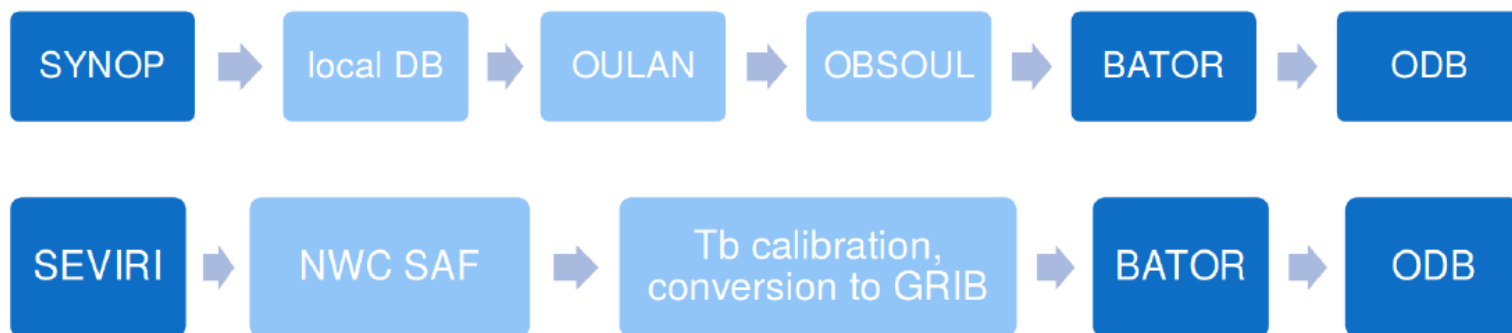 SYNOP
local DB
OULAN
OBSOUL
BATOR
ODB
SEVIRI
NWC SAF
Tb calibration,
conversion to GRIB
BATOR
ODB